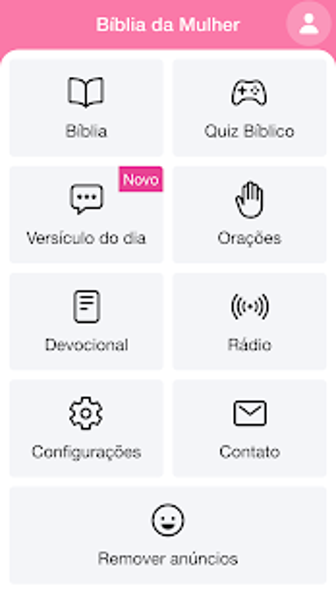 Bíblia da Mulher
Bíblia
Quiz Bíblico
Novo
Versículo do dia
Orações
Devocional
Rádio
Configurações
Contato
Remover anúncios